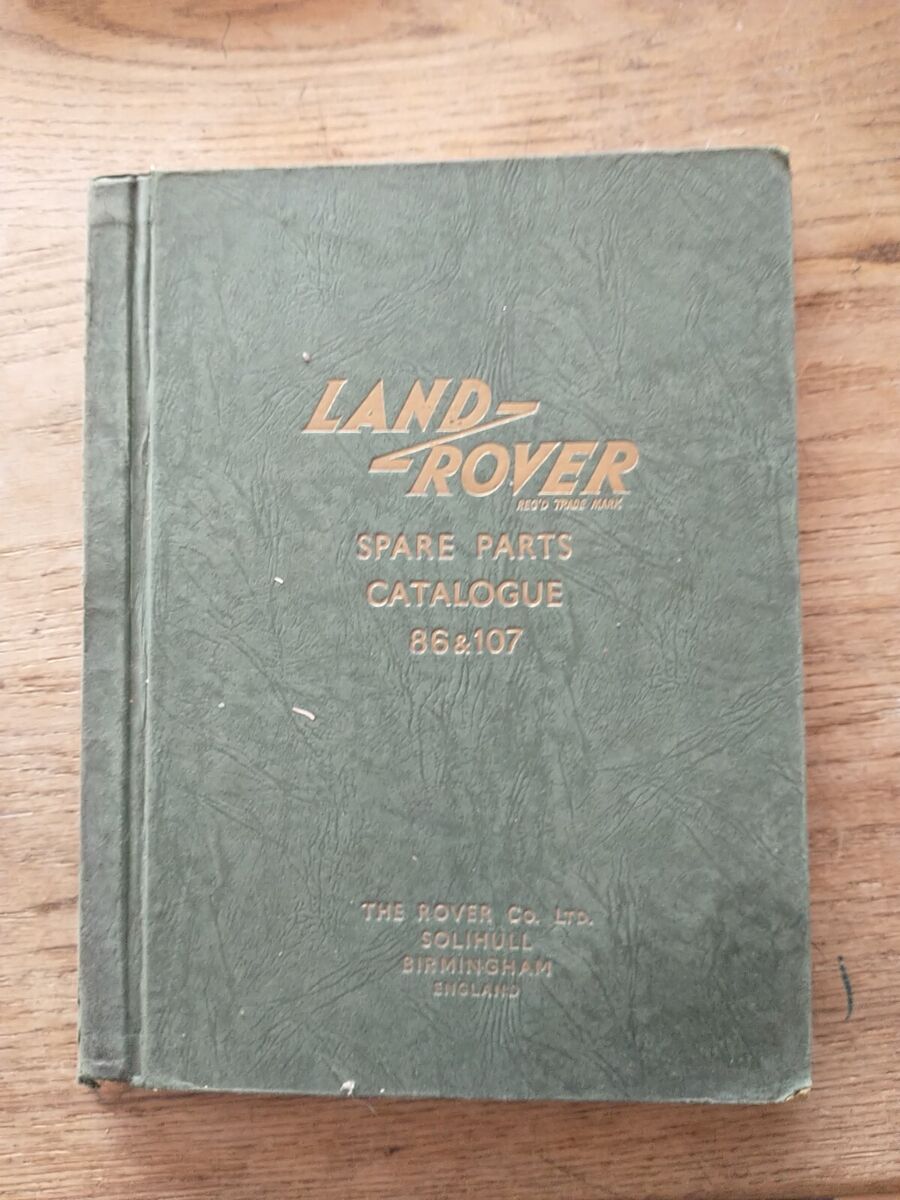 LAND-
-ROVER
REG'D TRADE MARK
SPARE PARTS
CATALOGUE
86 & 107
THE ROVER CO. LTD.
SOLIHULL
BIRMINGHAM
ENGLAND